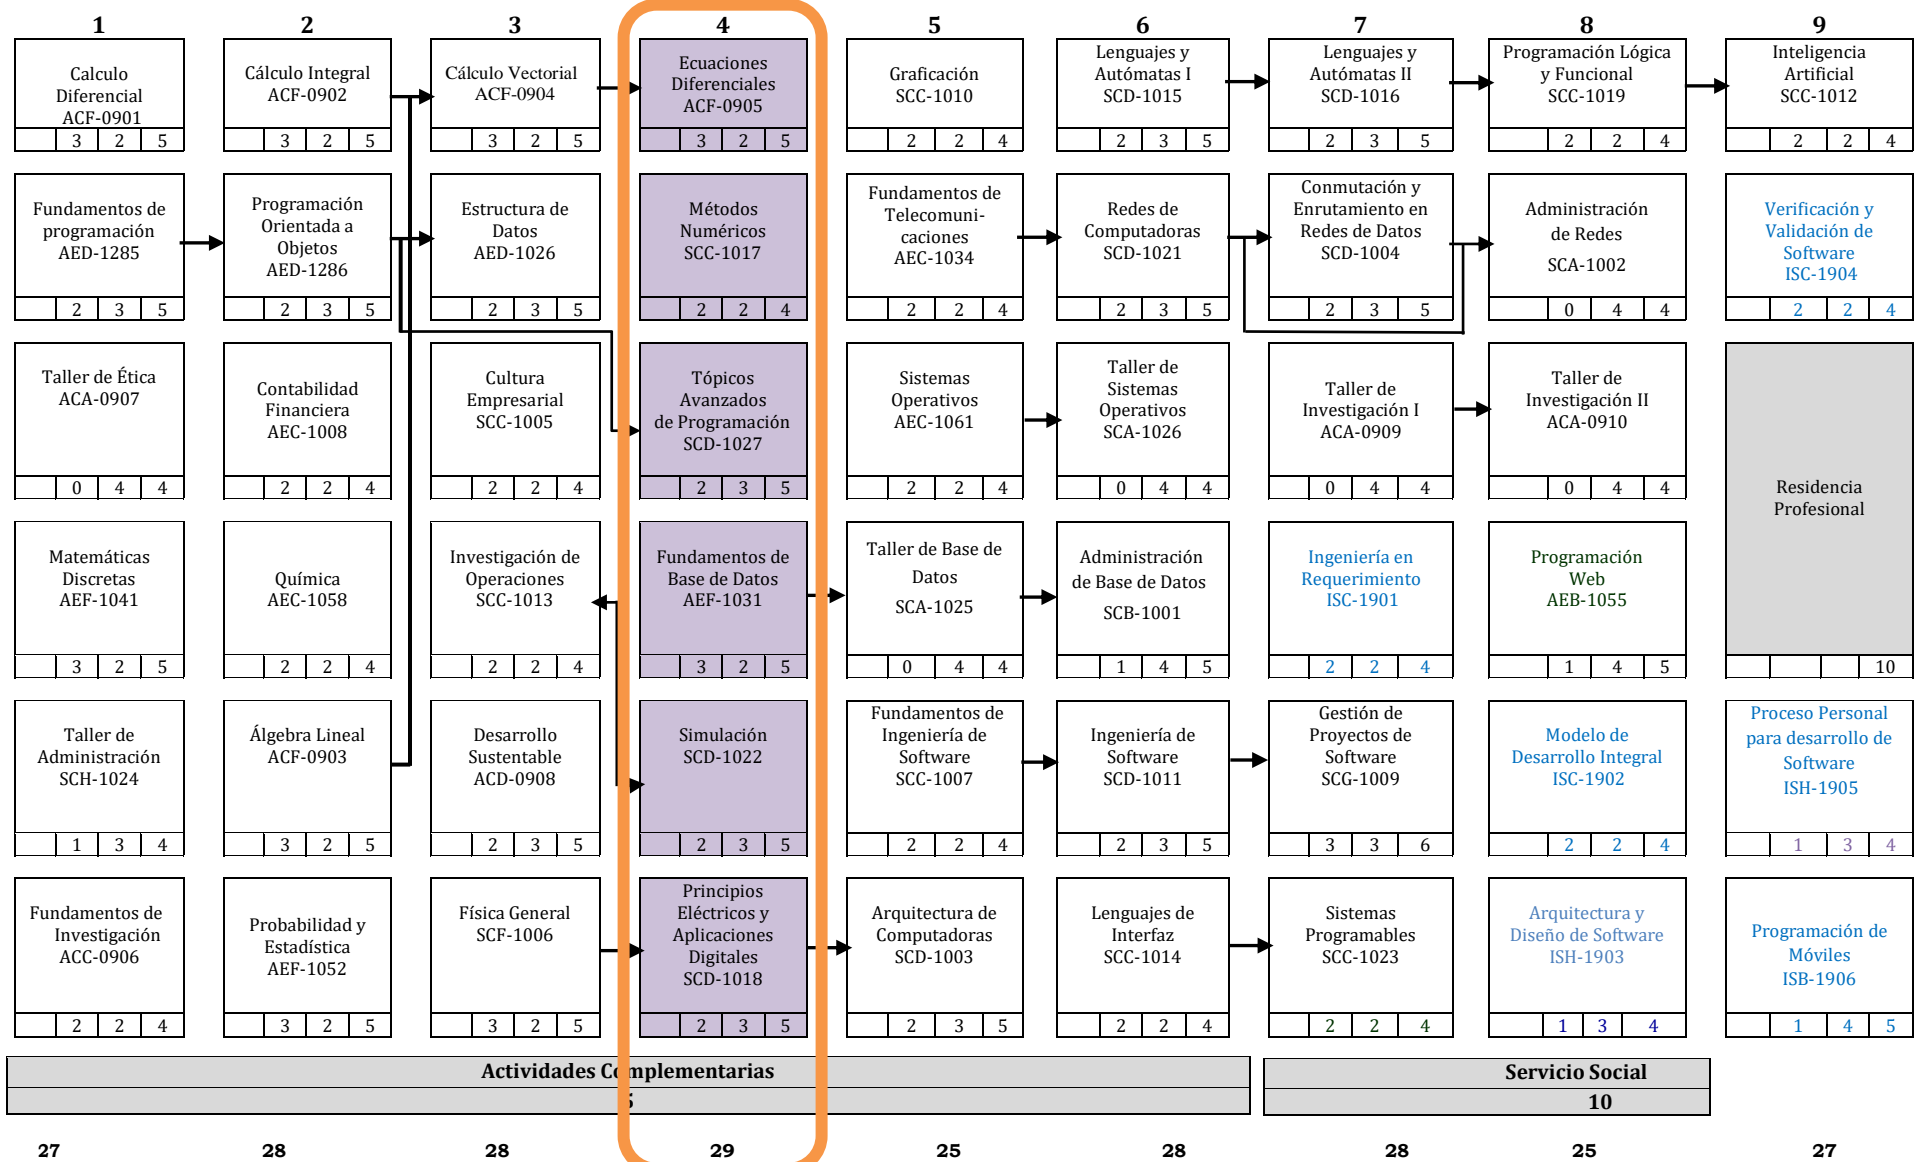 1 2 3 4 5 6 7 8 9
Calculo
Diferencial
ACF-0901
3 2 5
Cálculo Integral
ACF-0902
3 2 5
Cálculo Vectorial
ACF-0904
3 2 5
Ecuaciones
Diferenciales
ACF-0905
3 2 5
Graficación
SCC-1010
2 2 4
Lenguajes y
Autómatas I
SCD-1015
2 3 5
Lenguajes y
Autómatas II
SCD-1016
2 3 5
Programación Lógica
y Funcional
SCC-1019
2 2 4
Inteligencia
Artificial
SCC-1012
2 2 4
Fundamentos de
programación
AED-1285
2 3 5
Programación
Orientada a
Objetos
AED-1286
2 3 5
Estructura de
Datos
AED-1026
2 3 5
Métodos
Numéricos
SCC-1017
2 2 4
Fundamentos de
Telecomuni-
caciones
AEC-1034
2 2 4
Redes de
Computadoras
SCD-1021
2 3 5
Conmutación y
Enrutamiento en
Redes de Datos
SCD-1004
2 3 5
Administración
de Redes
SCA-1002
0 4 4
Verificación y
Validación de
Software
ISC-1904
2 2 4
Taller de Ética
ACA-0907
0 4 4
Contabilidad
Financiera
AEC-1008
2 2 4
Cultura
Empresarial
SCC-1005
2 2 4
Tópicos
Avanzados
de Programación
SCD-1027
2 3 5
Sistemas
Operativos
AEC-1061
2 2 4
Taller de
Sistemas
Operativos
SCA-1026
0 4 4
Taller de
Investigación I
ACA-0909
0 4 4
Taller de
Investigación II
ACA-0910
0 4 4
Residencia
Profesional
10
Matemáticas
Discretas
AEF-1041
3 2 5
Química
AEC-1058
2 2 4
Investigación de
Operaciones
SCC-1013
2 2 4
Fundamentos de
Base de Datos
AEF-1031
3 2 5
Taller de Base de
Datos
SCA-1025
0 4 4
Administración
de Base de Datos
SCB-1001
1 4 5
Ingeniería en
Requerimiento
ISC-1901
2 2 4
Programación
Web
AEB-1055
1 4 5
Taller de
Administración
SCH-1024
1 3 4
Álgebra Lineal
ACF-0903
3 2 5
Desarrollo
Sustentable
ACD-0908
2 3 5
Simulación
SCD-1022
2 3 5
Fundamentos de
Ingeniería de
Software
SCC-1007
2 2 4
Ingeniería de
Software
SCD-1011
2 3 5
Gestión de
Proyectos de
Software
SCG-1009
3 3 6
Modelo de
Desarrollo Integral
ISC-1902
2 2 4
Proceso Personal
para desarrollo de
Software
ISH-1905
1 3 4
Fundamentos de
Investigación
ACC-0906
2 2 4
Probabilidad y
Estadística
AEF-1052
3 2 5
Física General
SCF-1006
3 2 5
Principios
Eléctricos y
Aplicaciones
Digitales
SCD-1018
2 3 5
Arquitectura de
Computadoras
SCD-1003
2 3 5
Lenguajes de
Interfaz
SCC-1014
2 2 4
Sistemas
Programables
SCC-1023
2 2 4
Arquitectura y
Diseño de Software
ISH-1903
1 3 4
Programación de
Móviles
ISB-1906
1 4 5
Actividades Complementarias
Servicio Social
10
27 28 28 29 25 28 28 25 27